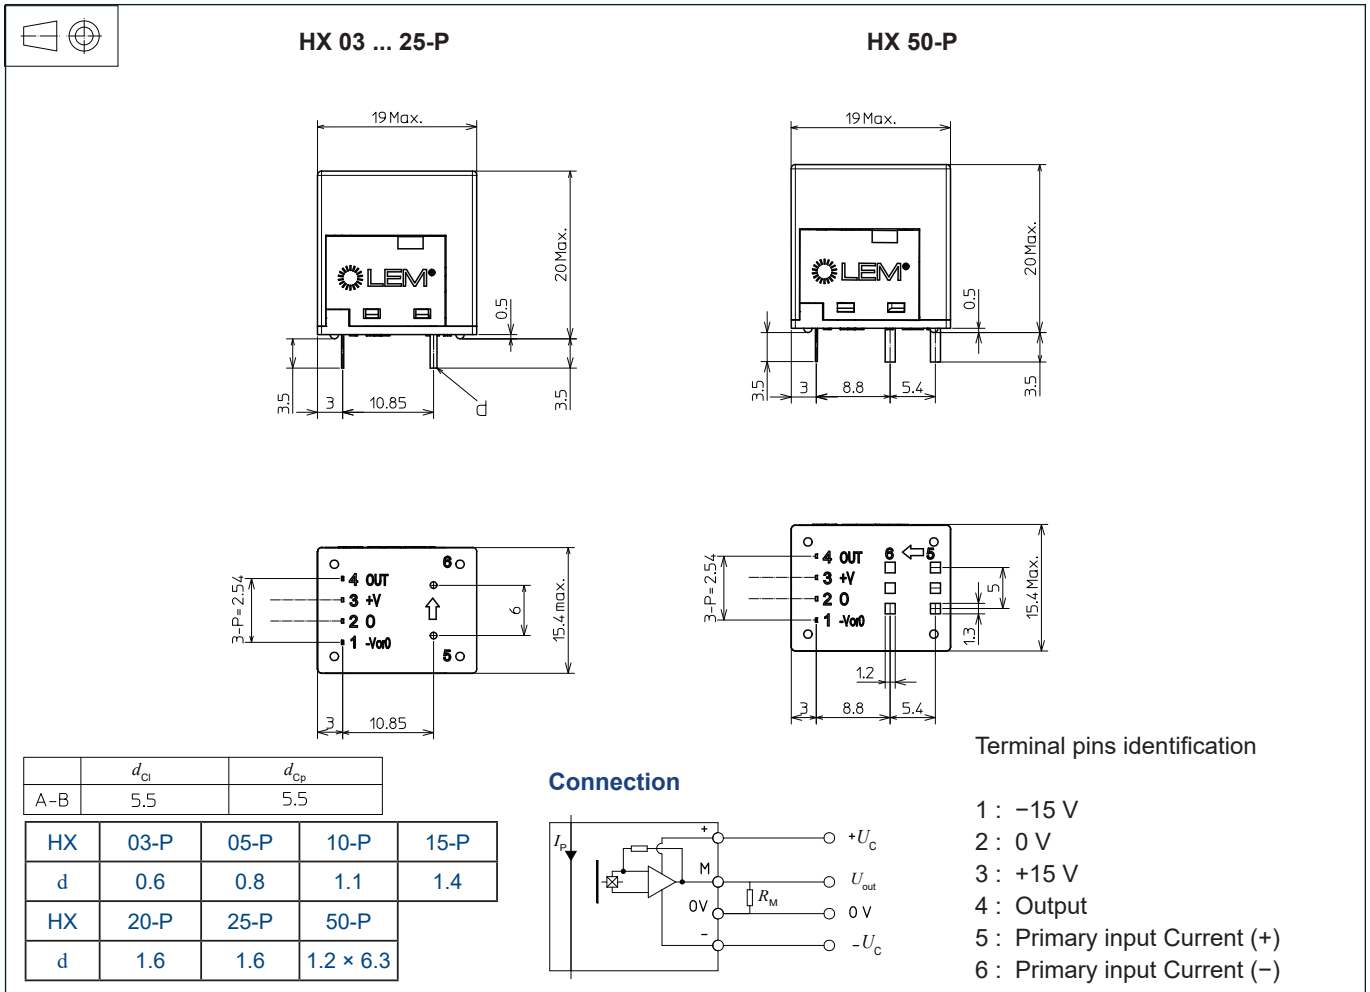 HX 03 ... 25-P
HX 50-P
19 Max.
LEM
20 Max.
0.5
3.5
3
10.85
d
3.5
19 Max.
LEM
20 Max.
0.5
3.5
3
8.8
5.4
3.5
3-P= 2.54
4 OUT
3 +V
2 0
1 -Vor0
6
5
6
15.4 max.
3
10.85
3-P= 2.54
4 OUT
3 +V
2 0
1 -Vor0
6
5
5
1.3
15.4 Max.
1.2
3
8.8
5.4
dCl dCp
A-B 5.5 5.5
HX 03-P 05-P 10-P 15-P
d 0.6 0.8 1.1 1.4
HX 20-P 25-P 50-P
d 1.6 1.6 1.2 × 6.3
Connection
IP
+
M
0V
-
RM
+UC
Uout
0 V
-UC
Terminal pins identification
1 : −15 V
2 : 0 V
3 : +15 V
4 : Output
5 : Primary input Current (+)
6 : Primary input Current (−)